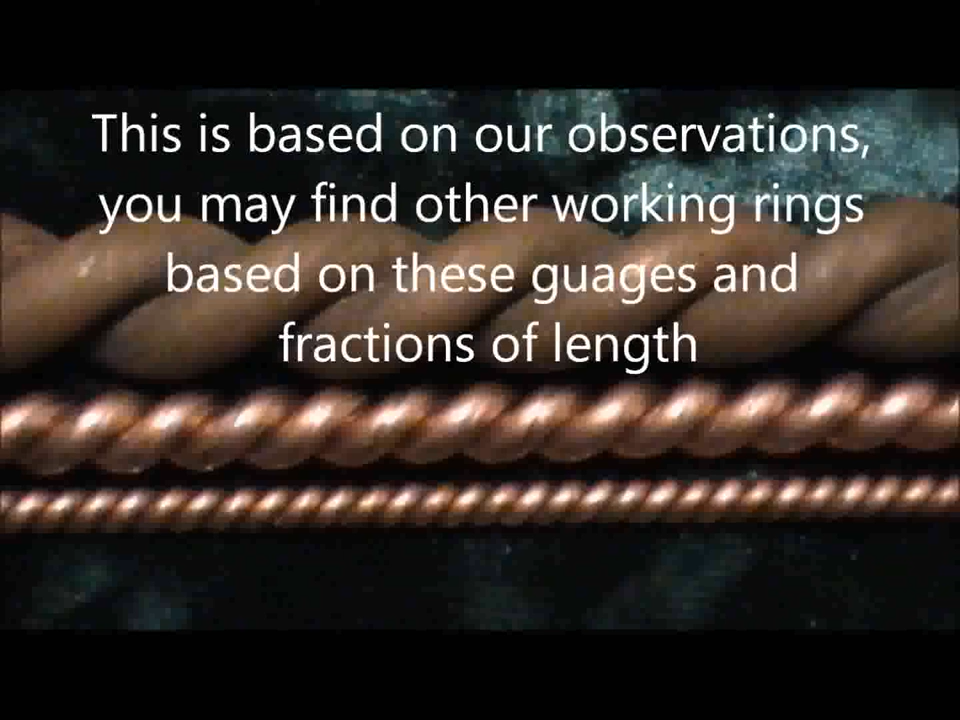 This is based on our observations,
you may find other working rings
based on these guages and
fractions of length